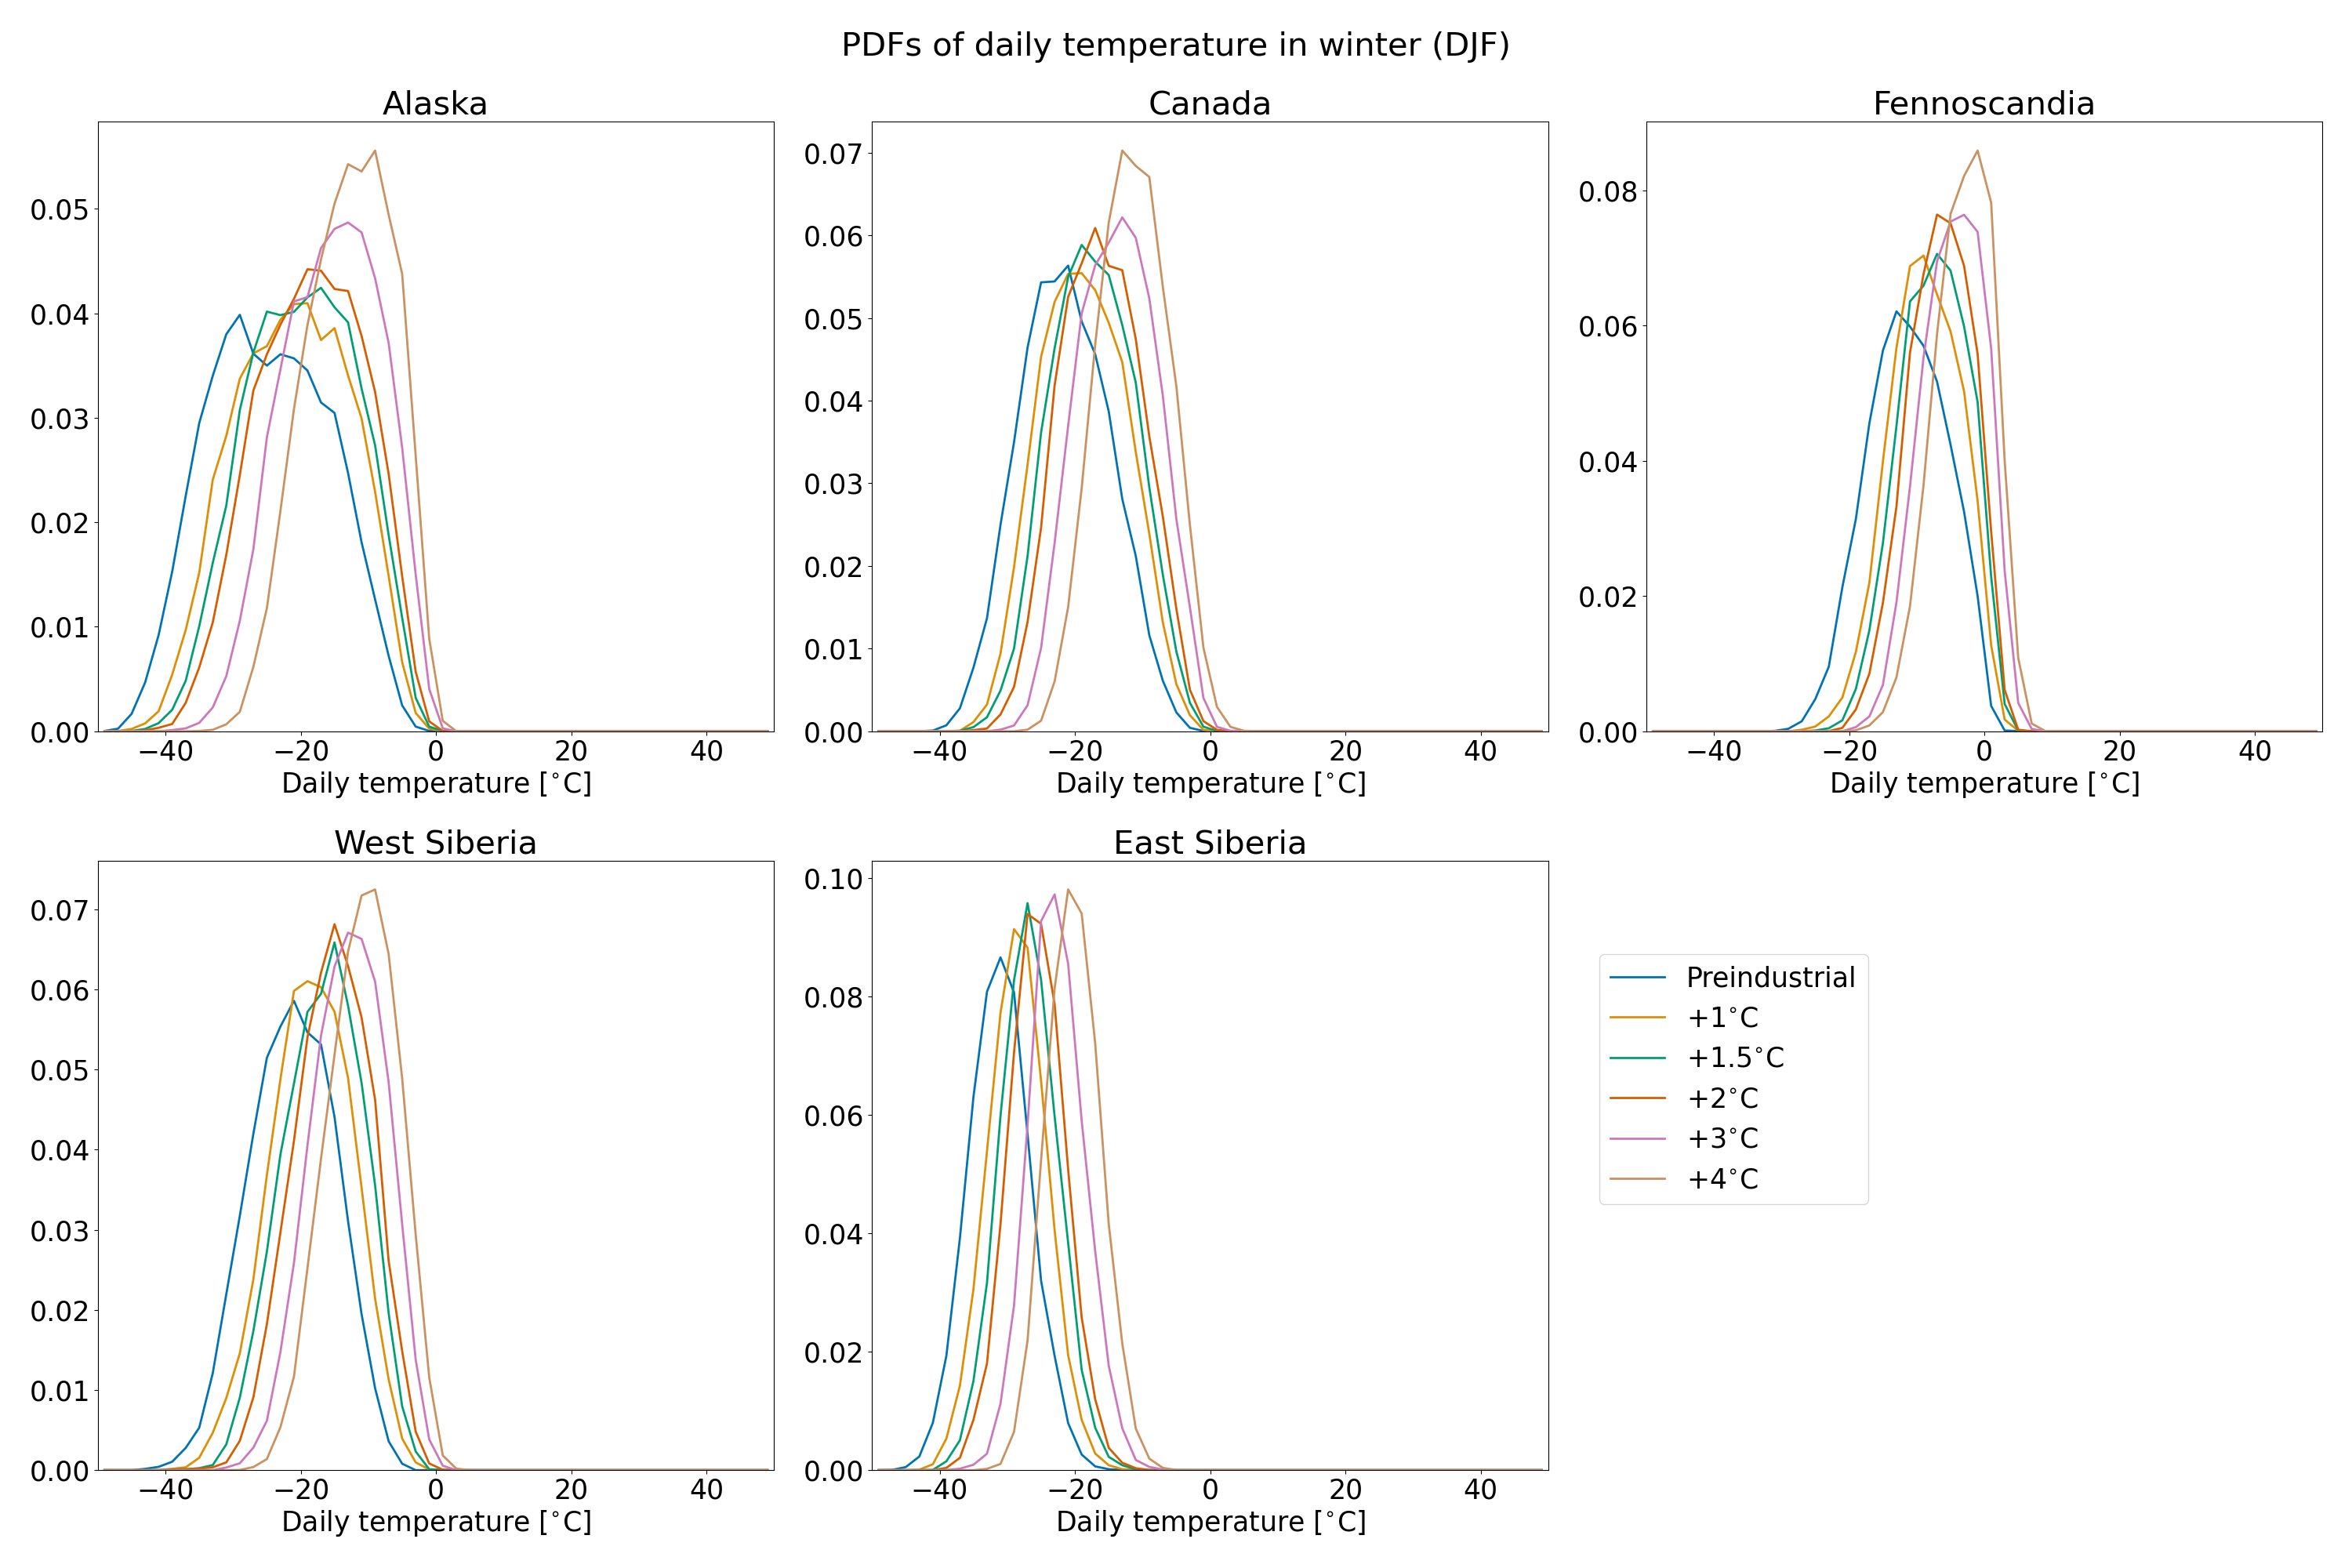 PDFs of daily temperature in winter (DJF)
Alaska
0.05
0.04
0.03
0.02
0.01
0.00
−40 −20 0 20 40
Daily temperature [°C]
Canada
0.07
0.06
0.05
0.04
0.03
0.02
0.01
0.00
−40 −20 0 20 40
Daily temperature [°C]
Fennoscandia
0.08
0.06
0.04
0.02
0.00
−40 −20 0 20 40
Daily temperature [°C]
West Siberia
0.07
0.06
0.05
0.04
0.03
0.02
0.01
0.00
−40 −20 0 20 40
Daily temperature [°C]
East Siberia
0.10
0.08
0.06
0.04
0.02
0.00
−40 −20 0 20 40
Daily temperature [°C]
Preindustrial
+1°C
+1.5°C
+2°C
+3°C
+4°C